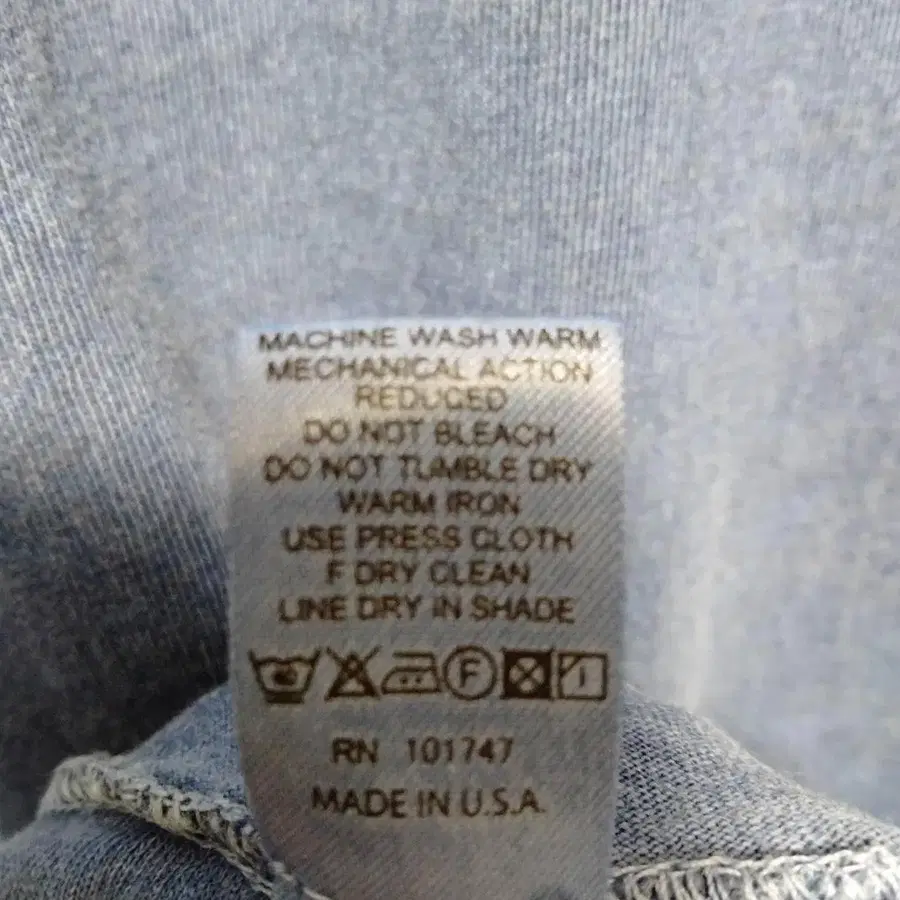 MACHINE WASH WARM
MECHANICAL ACTION
REDUCED
DO NOT BLEACH
DO NOT TUMBLE DRY
WARM IRON
USE PRESS CLOTH
F DRY CLEAN
LINE DRY IN SHADE
F
RN 101747
MADE IN U.S.A.